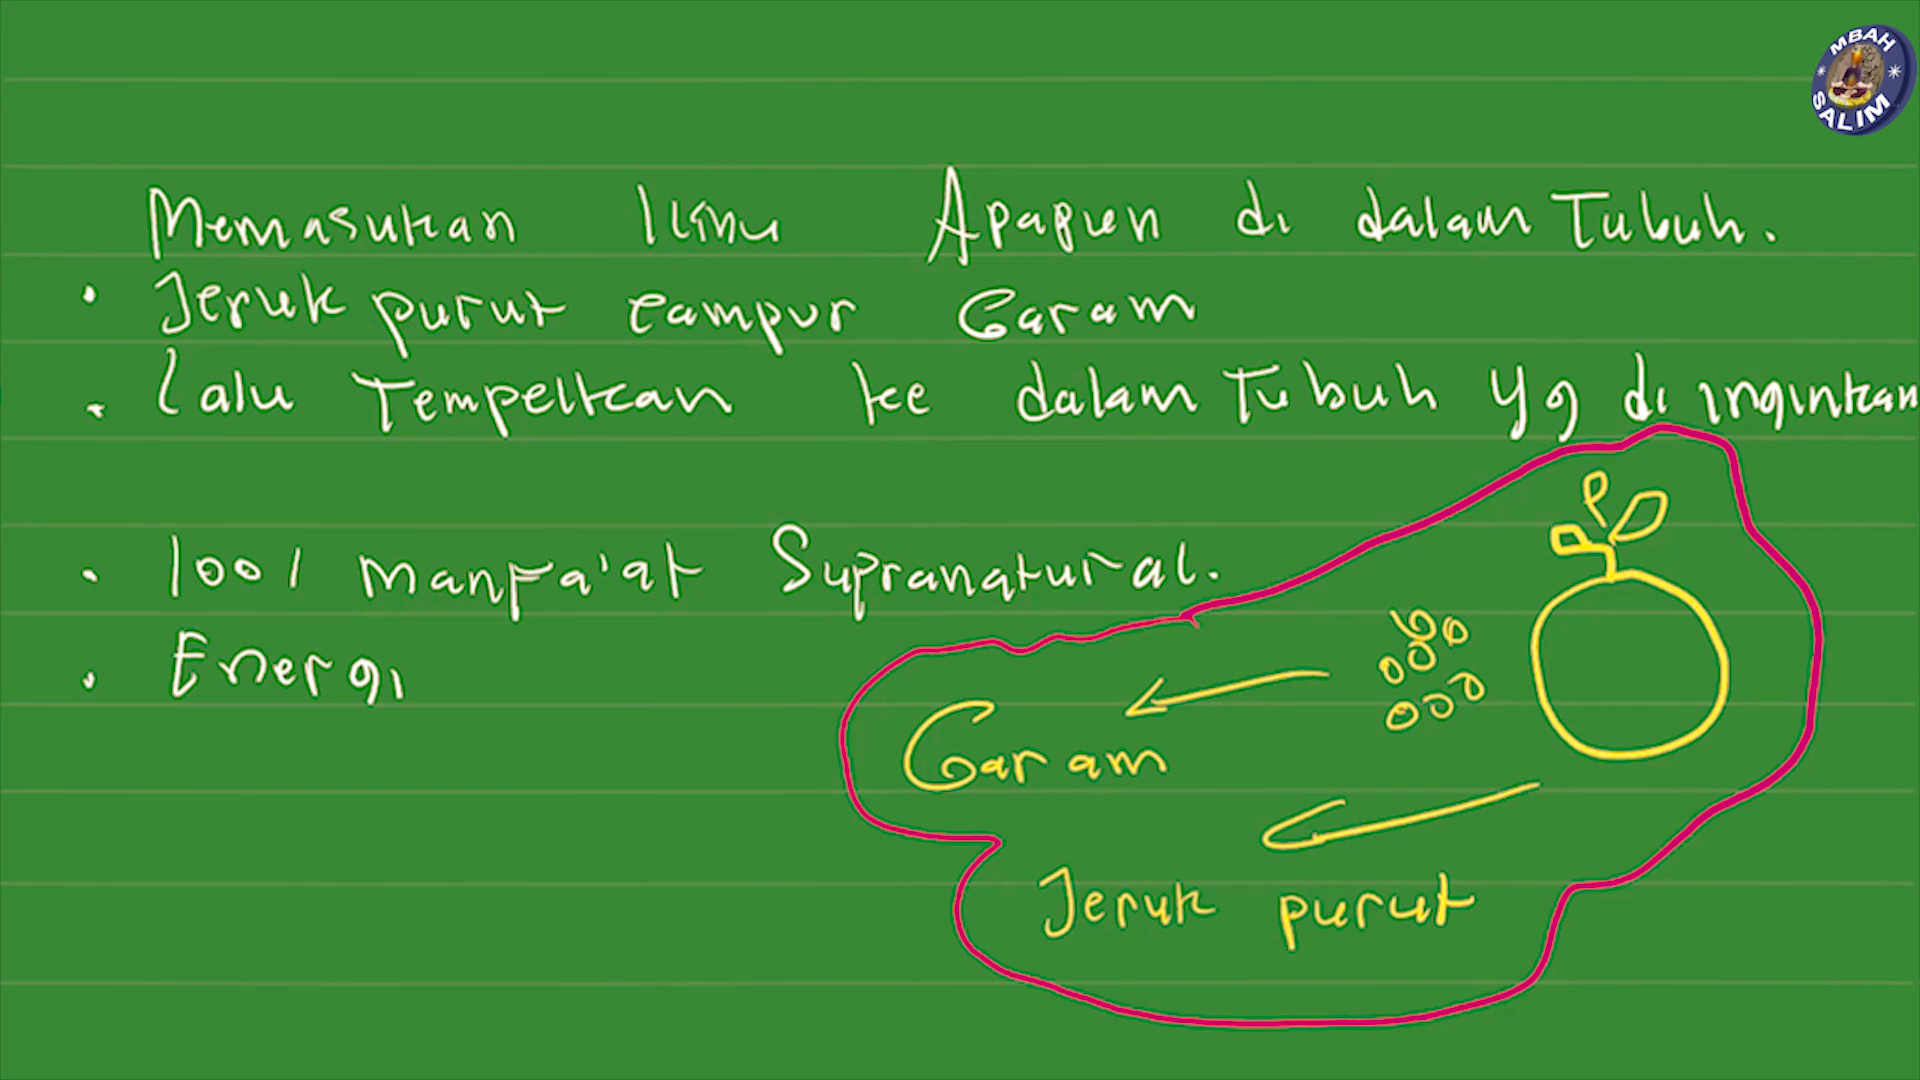 MBAH SALIM
Memasukan Ilmu Apapun di dalam Tubuh.
• Jeruk purut campur Garam
• Lalu Tempelkan ke dalam Tubuh yg di inginkan
• 1001 Manfa'at Supranatural.
• Energi
Garam
Jeruk purut